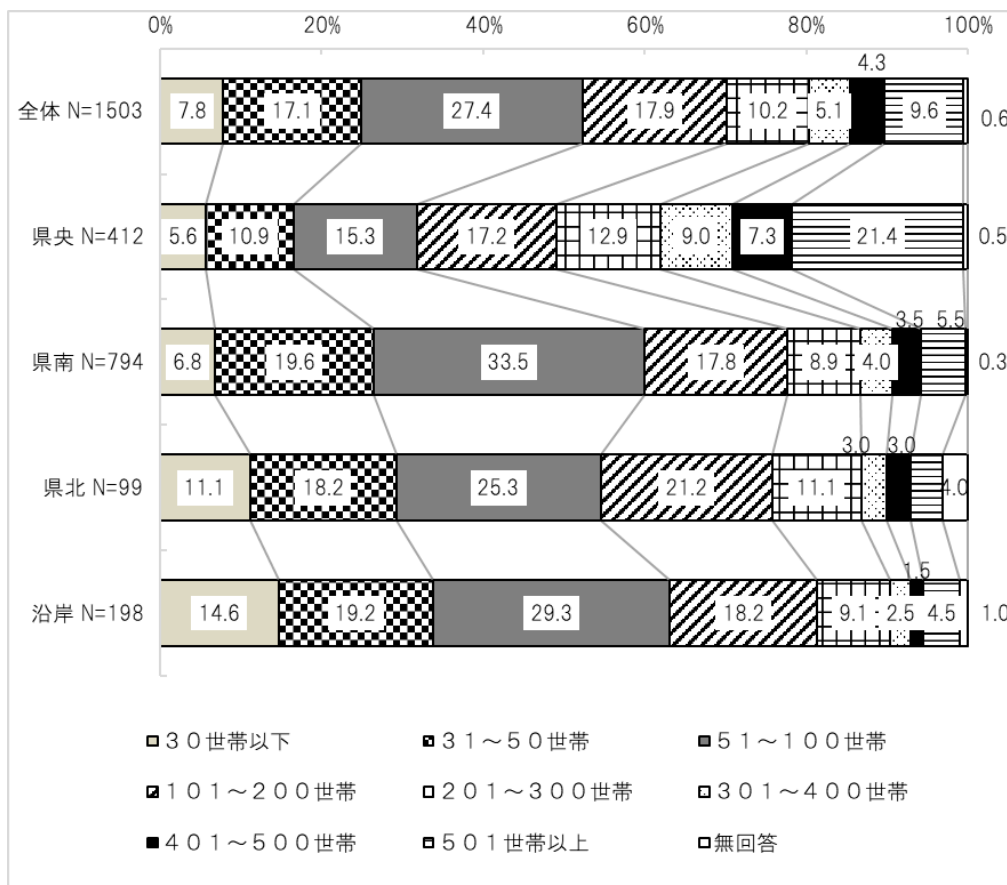 0% 20% 40% 60% 80% 100%
4.3
全体 N=1503 7.8 17.1 27.4 17.9 10.2 5.1 9.6 0.6
県央 N=412 5.6 10.9 15.3 17.2 12.9 9.0 7.3 21.4 0.5
3.5 5.5
県南 N=794 6.8 19.6 33.5 17.8 8.9 4.0 0.3
3.0 3.0
県北 N=99 11.1 18.2 25.3 21.2 11.1 4.0
1.5
沿岸 N=198 14.6 19.2 29.3 18.2 9.1 2.5 4.5 1.0
３０世帯以下 ３１～５０世帯 ５１～１００世帯
１０１～２００世帯 ２０１～３００世帯 ３０１～４００世帯
４０１～５００世帯 ５０１世帯以上 無回答